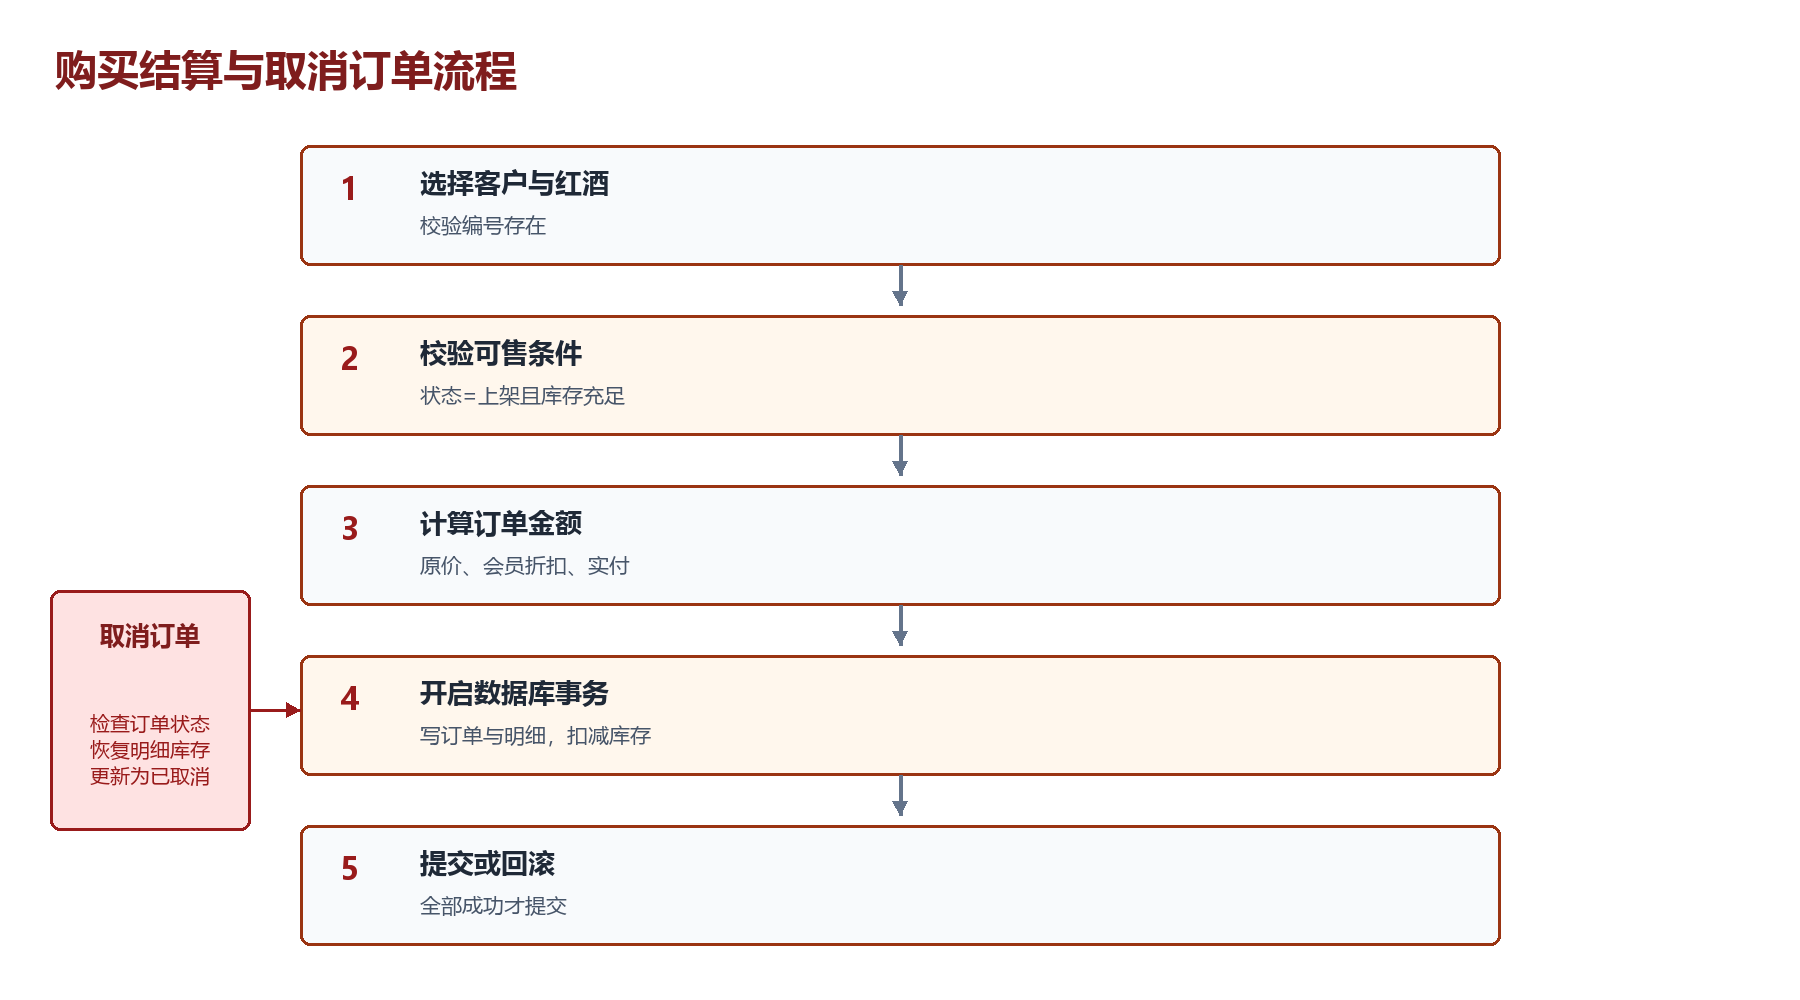 购买结算与取消订单流程
1
选择客户与红酒
校验编号存在
2
校验可售条件
状态=上架且库存充足
3
计算订单金额
原价、会员折扣、实付
取消订单
检查订单状态
恢复明细库存
更新为已取消
4
开启数据库事务
写订单与明细，扣减库存
5
提交或回滚
全部成功才提交